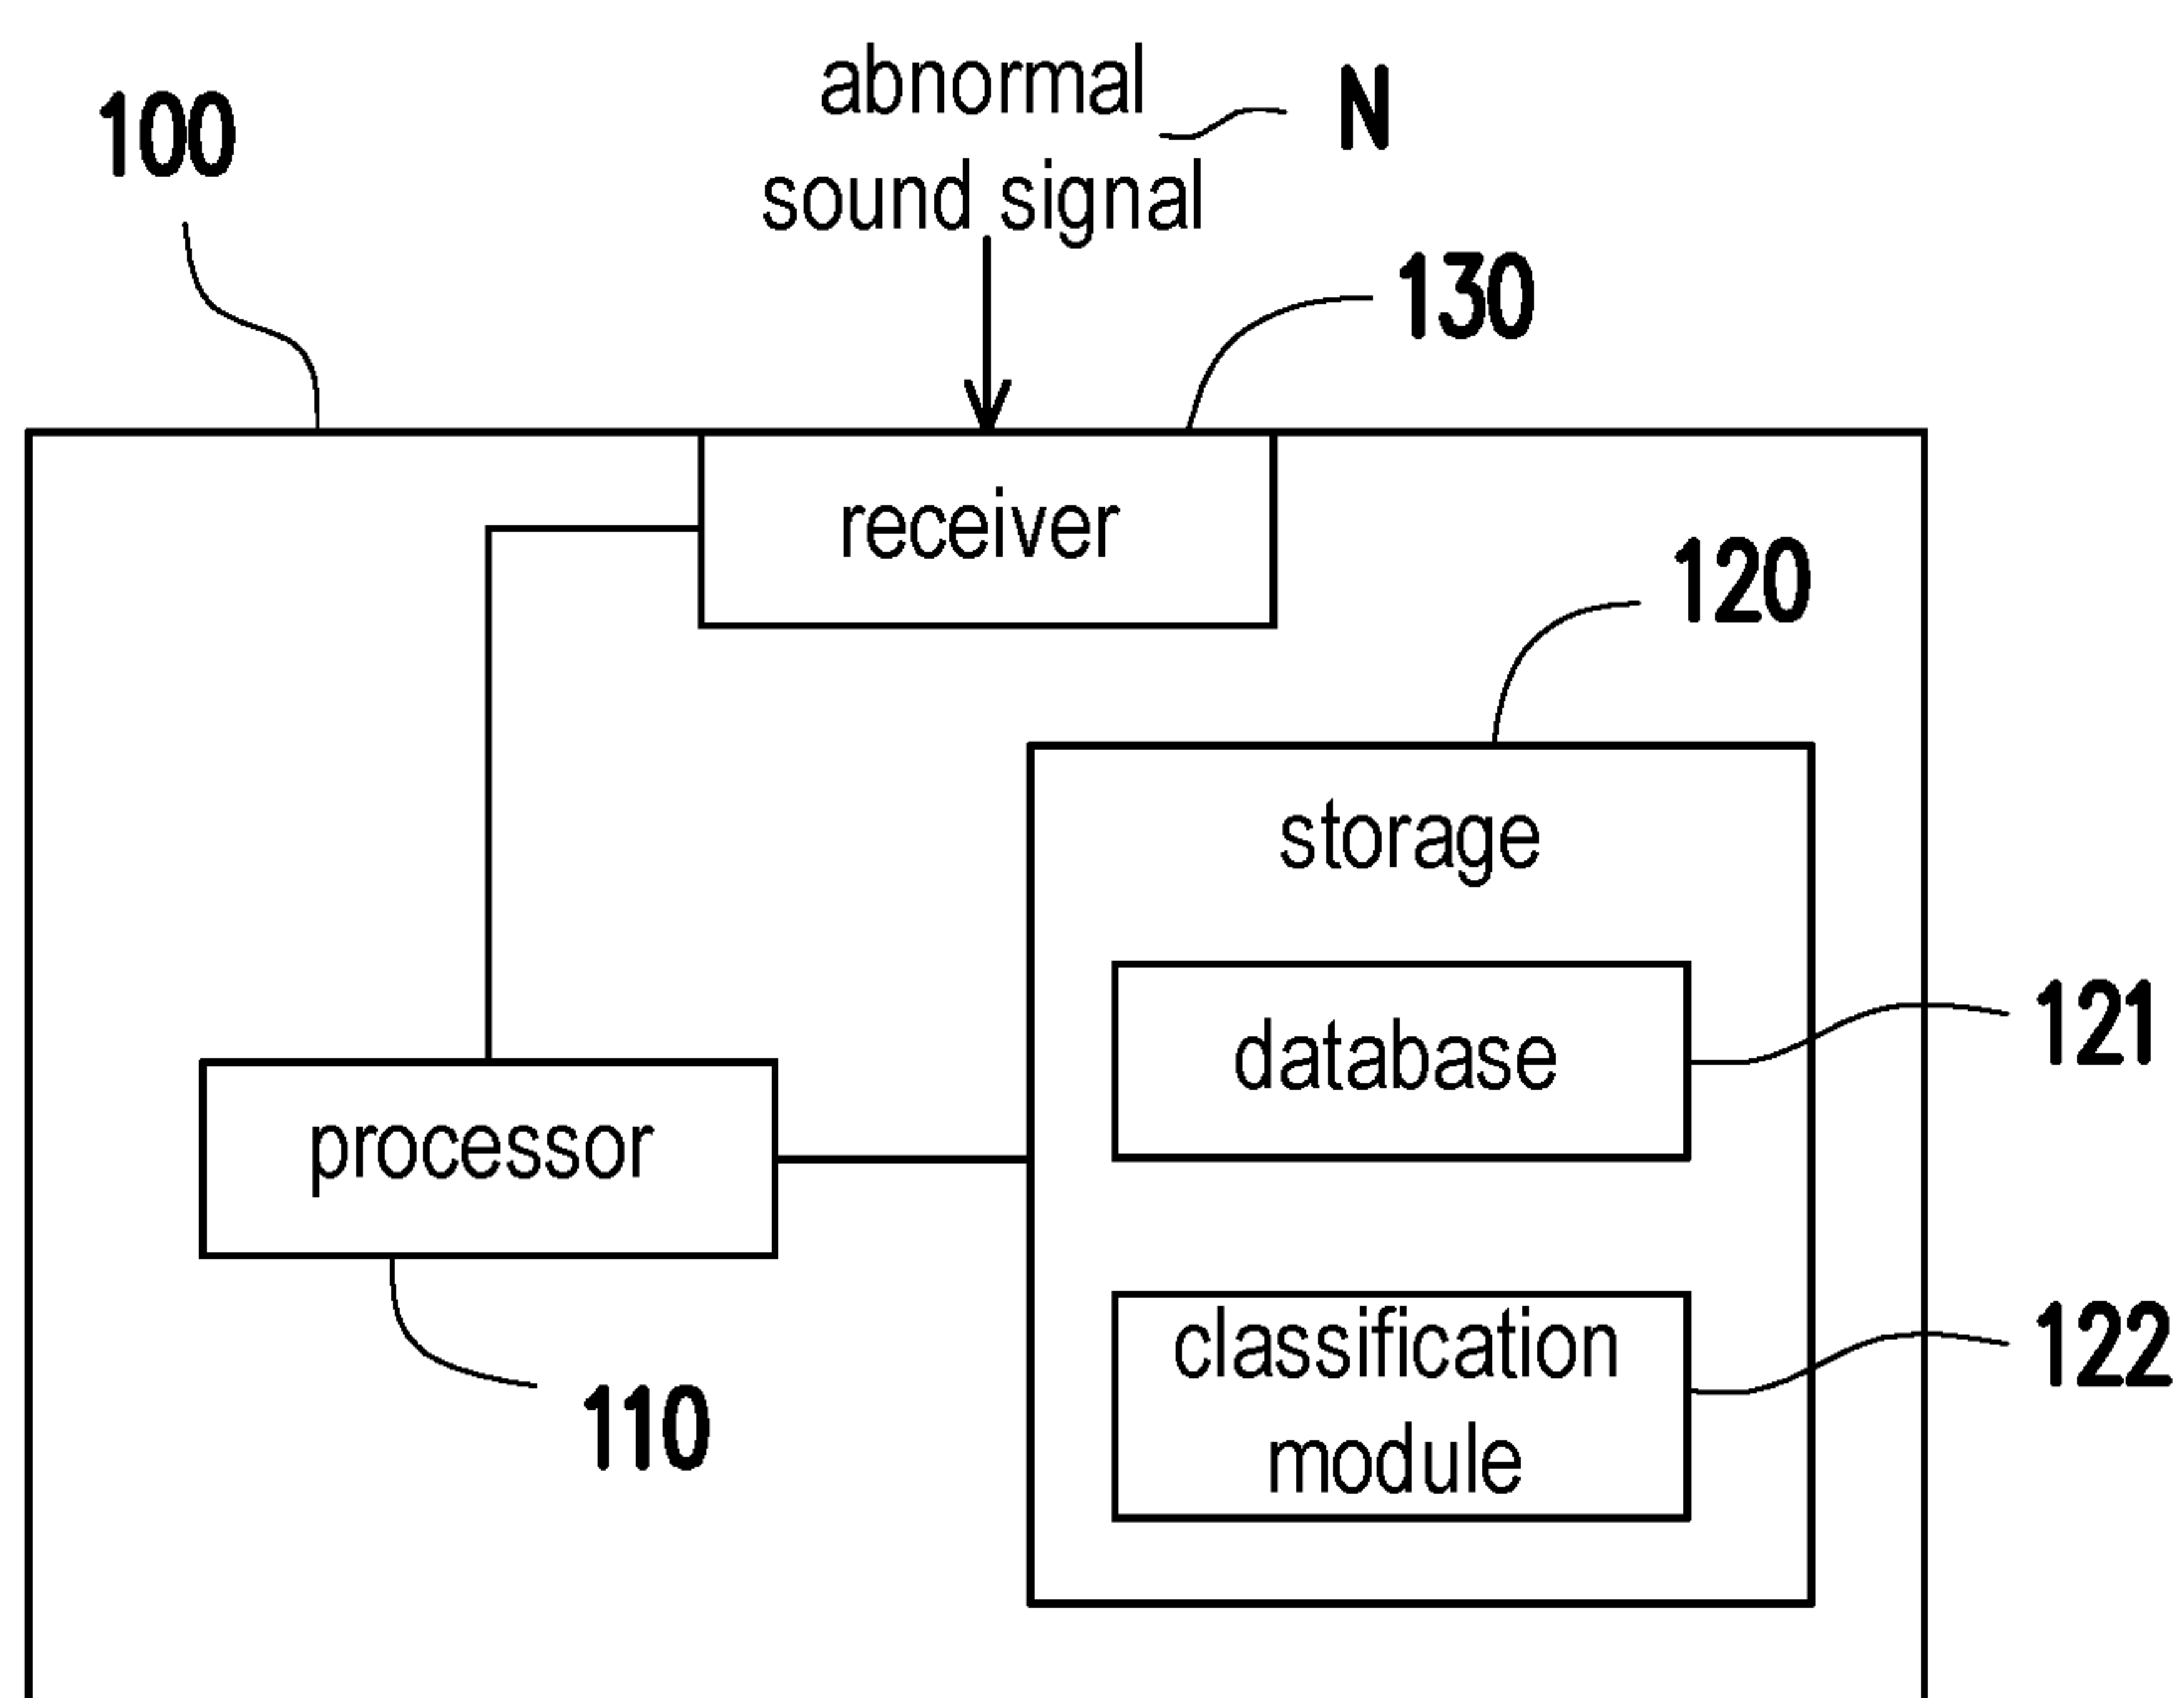 abnormal
N
100
sound signal
130
receiver
120
storage
database
121
processor
classification
122
module
110